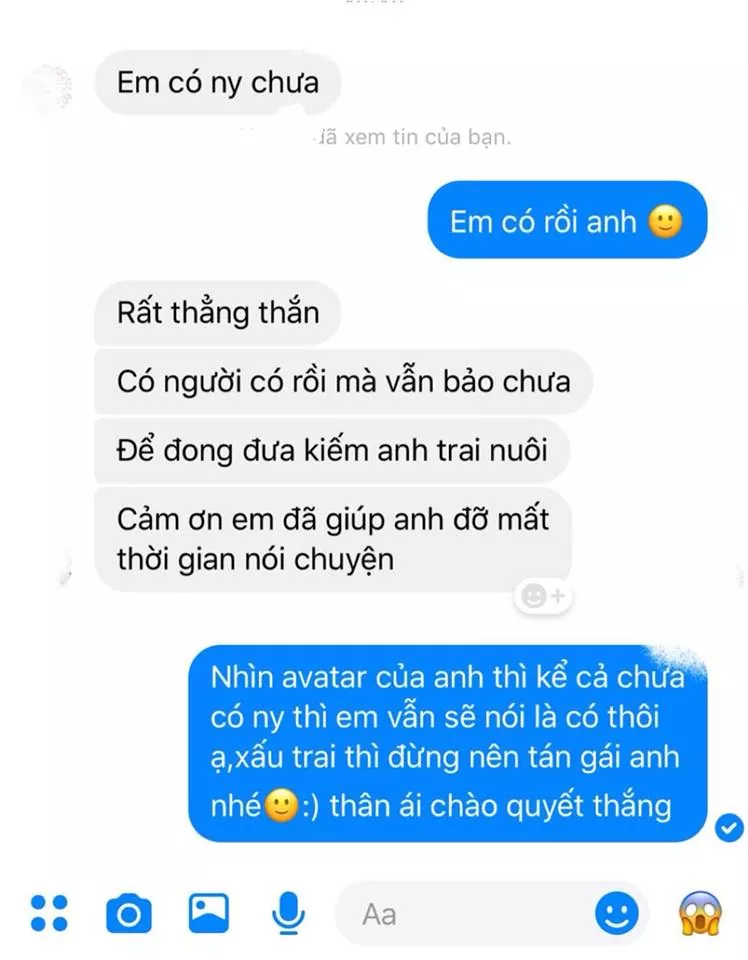 Em có ny chưa
đã xem tin của bạn.
Em có rồi anh 🙂
Rất thẳng thắn
Có người có rồi mà vẫn bảo chưa
Để đong đưa kiếm anh trai nuôi
Cảm ơn em đã giúp anh đỡ mất
thời gian nói chuyện
Nhìn avatar của anh thì kể cả chưa
có ny thì em vẫn sẽ nói là có thôi
ạ,xấu trai thì đừng nên tán gái anh
nhé🙂:) thân ái chào quyết thắng
Aa